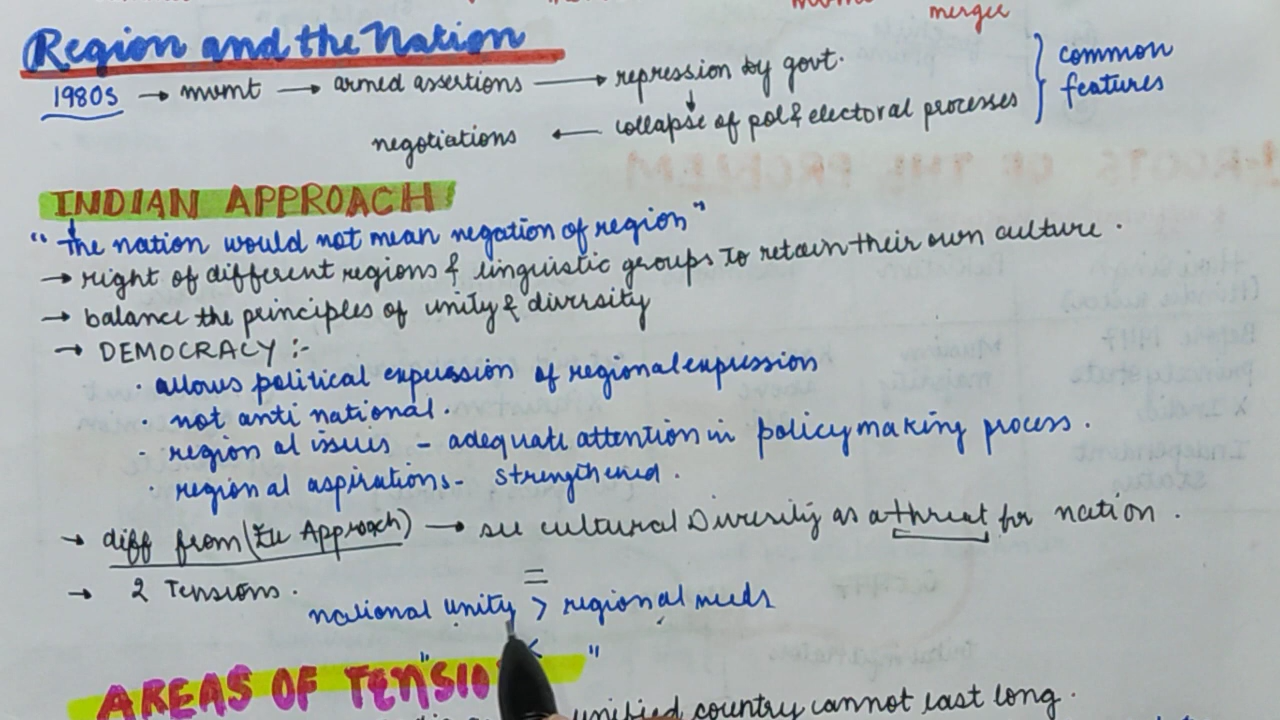 merge
Region and the Nation
1980s → mvmt → armed assertions → repression by govt. } common features
↓
negotiations ← collapse of pol & electoral processes
INDIAN APPROACH
"the nation would not mean negation of region"
→ right of different regions & linguistic groups to retain their own culture.
→ balance the principles of unity & diversity
→ DEMOCRACY :-
· allows political expression of regional expression
· not anti national.
· regional issues - adequate attention in policy making process.
· regional aspirations - strengthened.
→ diff from (Eu Approach) → see cultural Diversity as a threat for nation.
→ 2 Tensions.
=
national unity > regional needs
" < "
AREAS OF TENSIO
unified country cannot last long.